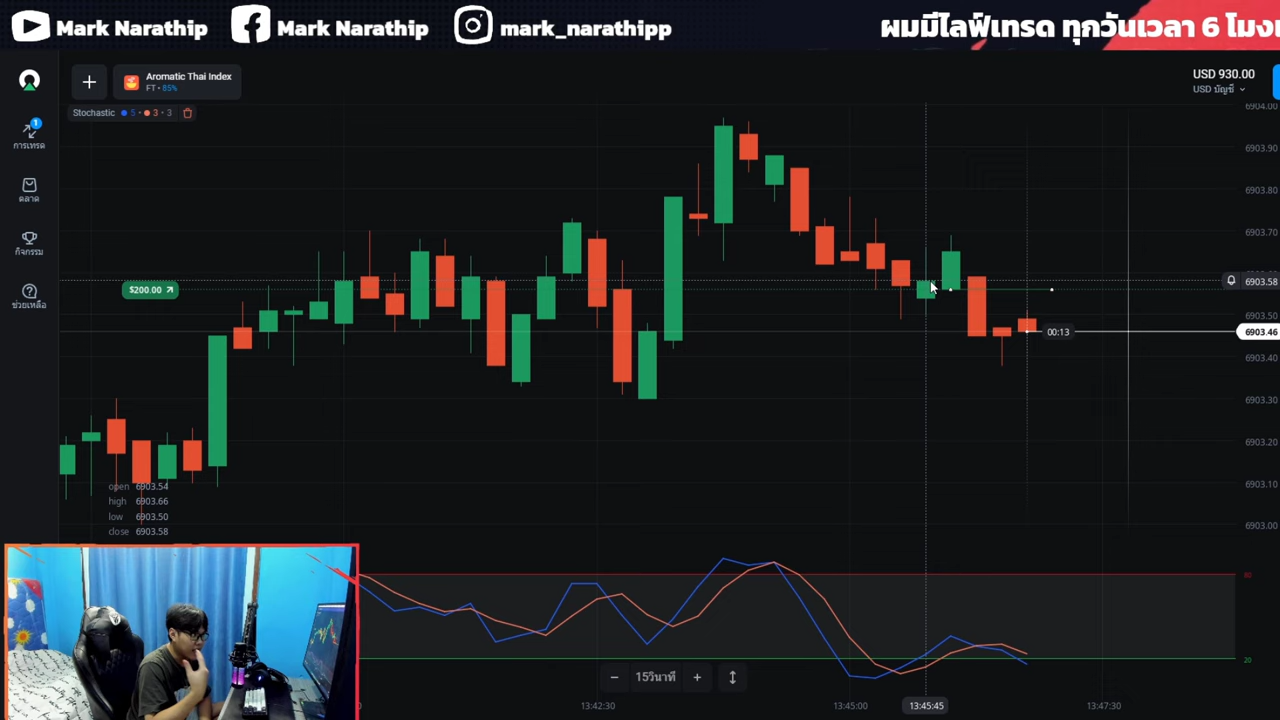 Mark Narathip
Mark Narathip
mark_narathipp
ผมมีไลฟ์เทรด ทุกวันเวลา 6 โมง
Aromatic Thai Index
FT • 85%
USD 930.00
USD บัญชี
Stochastic 5 • 3 • 3
1
การเทรด
ตลาด
กิจกรรม
ช่วยเหลือ
6904.00
6903.90
6903.80
6903.70
6903.58
$200.00
6903.50
00:13
6903.46
6903.40
6903.30
6903.20
6903.10
6903.00
open 6903.54
high 6903.66
low 6903.50
close 6903.58
80
20
15วินาที
13:42:30
13:45:00
13:45:45
13:47:30